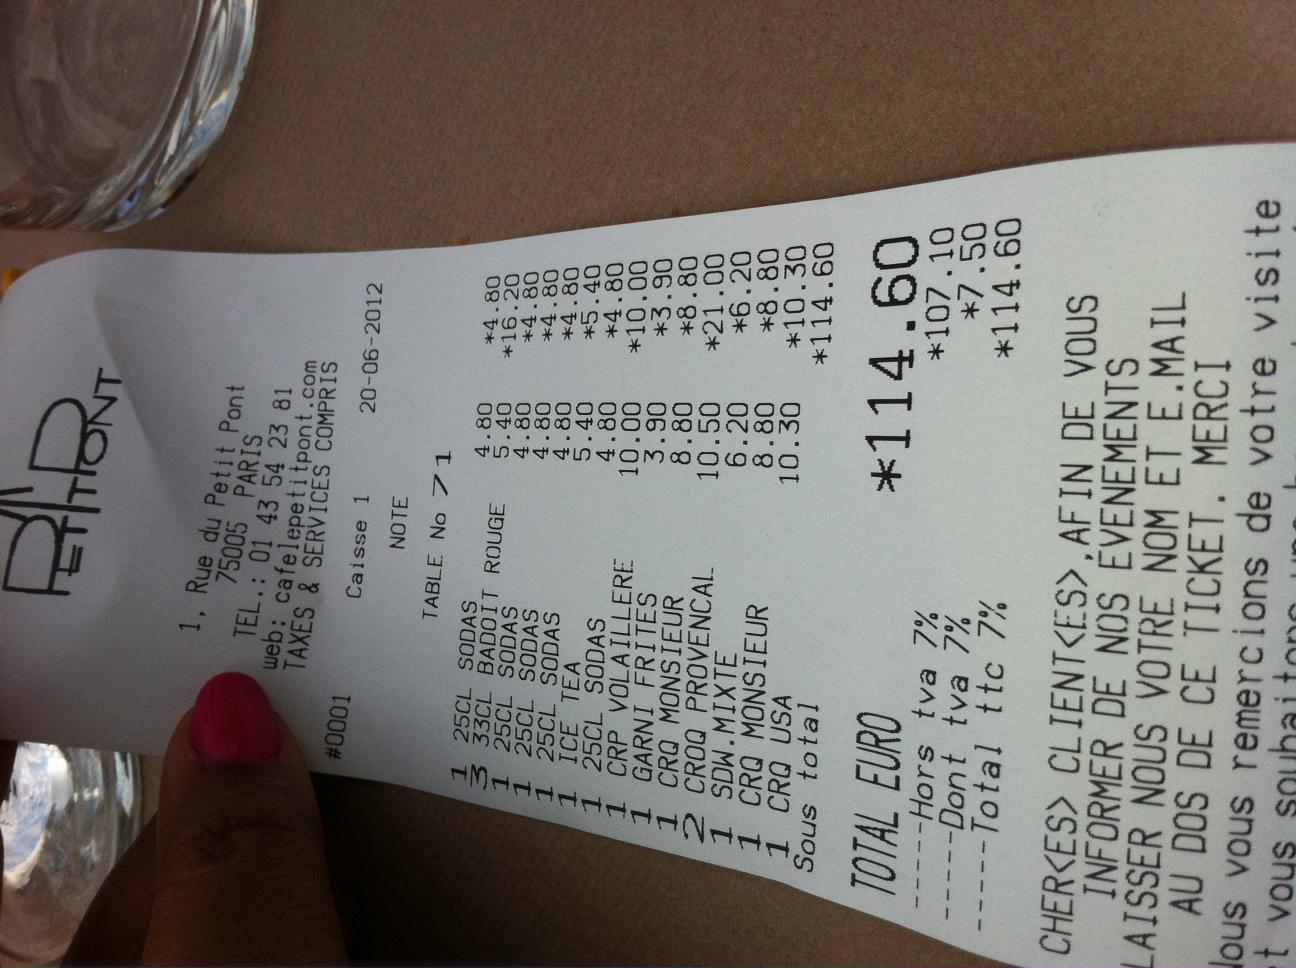 PETIT PONT
1, Rue du Petit Pont
75005 PARIS
TEL.: 01 43 54 23 81
web: cafelepetitpont.com
TAXES & SERVICES COMPRIS
#0001 Caisse 1 20-06-2012
NOTE
TABLE No 71
1 25CL SODAS 4.80 *4.80
3 33CL BADOIT ROUGE 5.40 *16.20
1 25CL SODAS 4.80 *4.80
1 25CL SODAS 4.80 *4.80
1 25CL SODAS 4.80 *4.80
1 ICE TEA 5.40 *5.40
1 25CL SODAS 4.80 *4.80
1 CRP VOLAILLERE 10.00 *10.00
1 GARNI FRITES 3.90 *3.90
1 CRQ MONSIEUR 8.80 *8.80
2 CROQ PROVENCAL 10.50 *21.00
1 SDW.MIXTE 6.20 *6.20
1 CRQ MONSIEUR 8.80 *8.80
1 CRQ USA 10.30 *10.30
Sous total *114.60
TOTAL EURO *114.60
-----Hors tva 7% *107.10
-----Dont tva 7% *7.50
-----Total ttc 7% *114.60
CHER<ES> CLIENT<ES>,AFIN DE VOUS
INFORMER DE NOS EVENEMENTS
LAISSER NOUS VOTRE NOM ET E.MAIL
AU DOS DE CE TICKET. MERCI
Nous vous remercions de votre visite
et vous souhaitons une